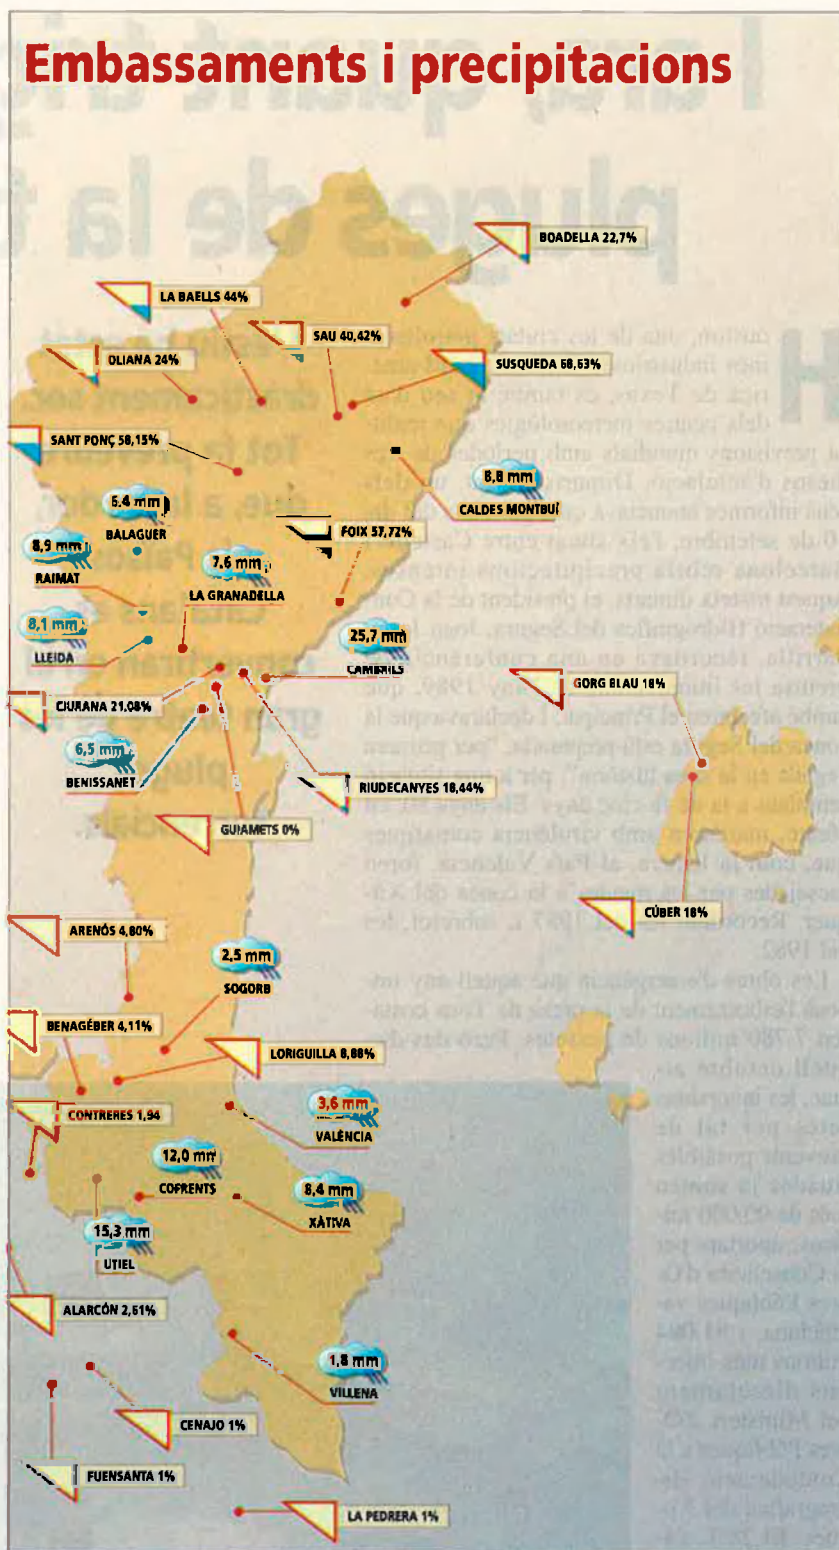 Embassaments i precipitacions
BOADELLA 22,7%
LA BAELLS 44%
SAU 40,42%
OLIANA 24%
SUSQUEDA 68,63%
SANT PONÇ 58,15%
6,4 mm
BALAGUER
8,8 mm
CALDES MONTBUÍ
FOIX 57,72%
8,9 mm
RAIMAT
7,6 mm
LA GRANADELLA
8,1 mm
LLEIDA
25,7 mm
CAMBRILS
GORG BLAU 18%
CIURANA 21,08%
6,5 mm
BENISSANET
RIUDECANYES 18,44%
GUIAMETS 0%
CÚBER 18%
ARENÓS 4,80%
2,5 mm
SOGORB
BENAGÉBER 4,11%
LORIGUILLA 8,88%
CONTRERES 1,94
3,6 mm
VALÈNCIA
12,0 mm
COFRENTS
8,4 mm
XÀTIVA
15,3 mm
UTIEL
ALARCÓN 2,61%
1,8 mm
VILLENA
CENAJO 1%
FUENSANTA 1%
LA PEDRERA 1%